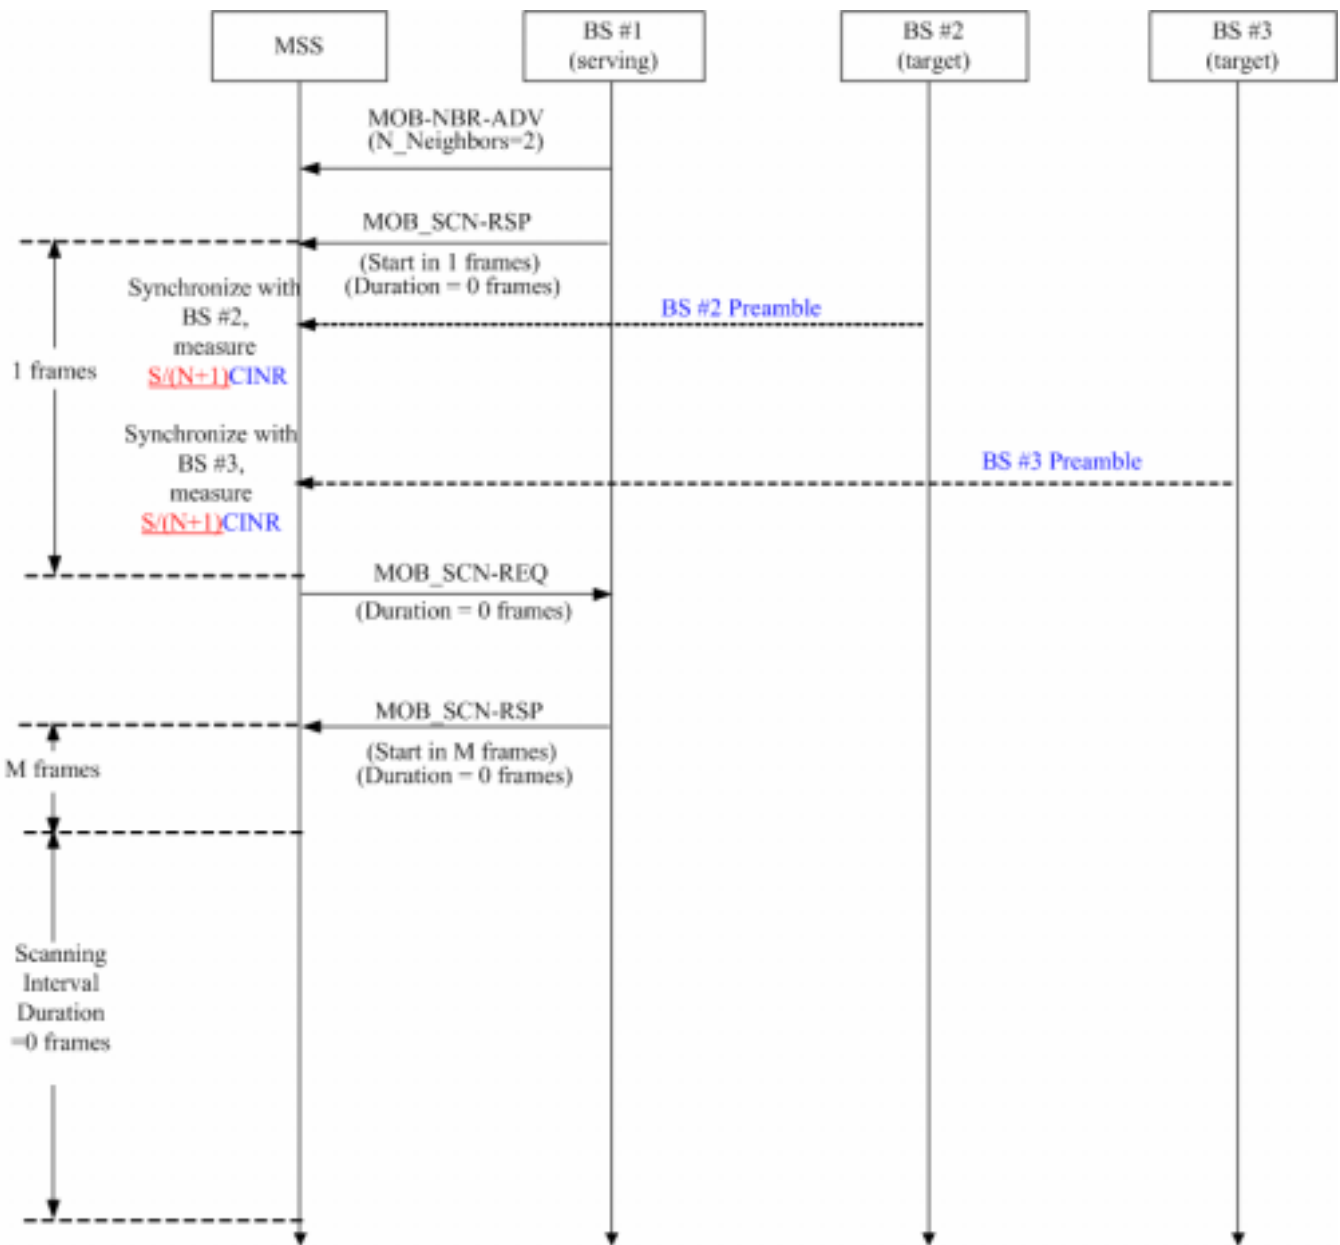 MSS
BS #1
(serving)
BS #2
(target)
BS #3
(target)
MOB-NBR-ADV
(N_Neighbors=2)
MOB_SCN-RSP
(Start in 1 frames)
(Duration = 0 frames)
Synchronize with
BS #2,
measure
S/(N+1)CINR
BS #2 Preamble
1 frames
Synchronize with
BS #3,
measure
S/(N+1)CINR
BS #3 Preamble
MOB_SCN-REQ
(Duration = 0 frames)
MOB_SCN-RSP
(Start in M frames)
(Duration = 0 frames)
M frames
Scanning
Interval
Duration
=0 frames